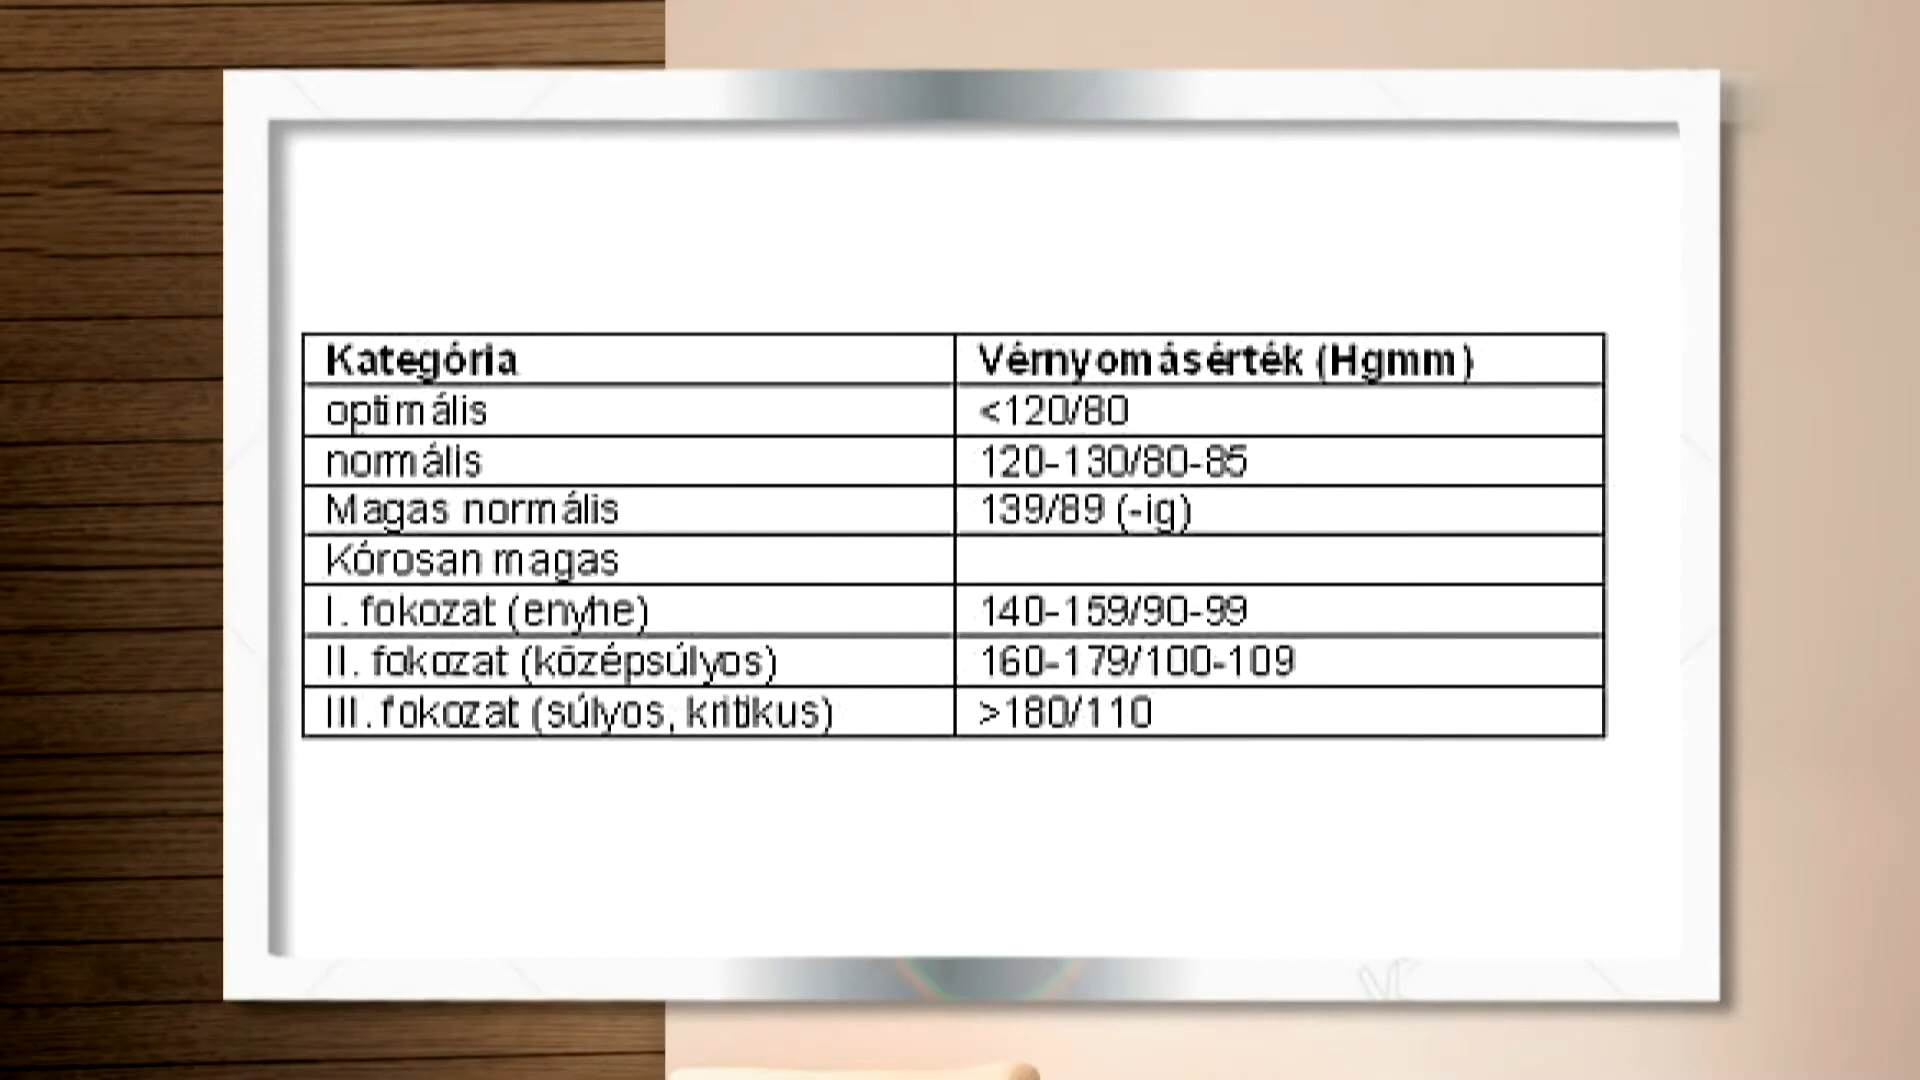 Kategória Vérnyomásérték (Hgmm)
optimális <120/80
normális 120-130/80-85
Magas normális 139/89 (-ig)
Kórosan magas
I. fokozat (enyhe) 140-159/90-99
II. fokozat (középsúlyos) 160-179/100-109
III. fokozat (súlyos, kritikus) >180/110